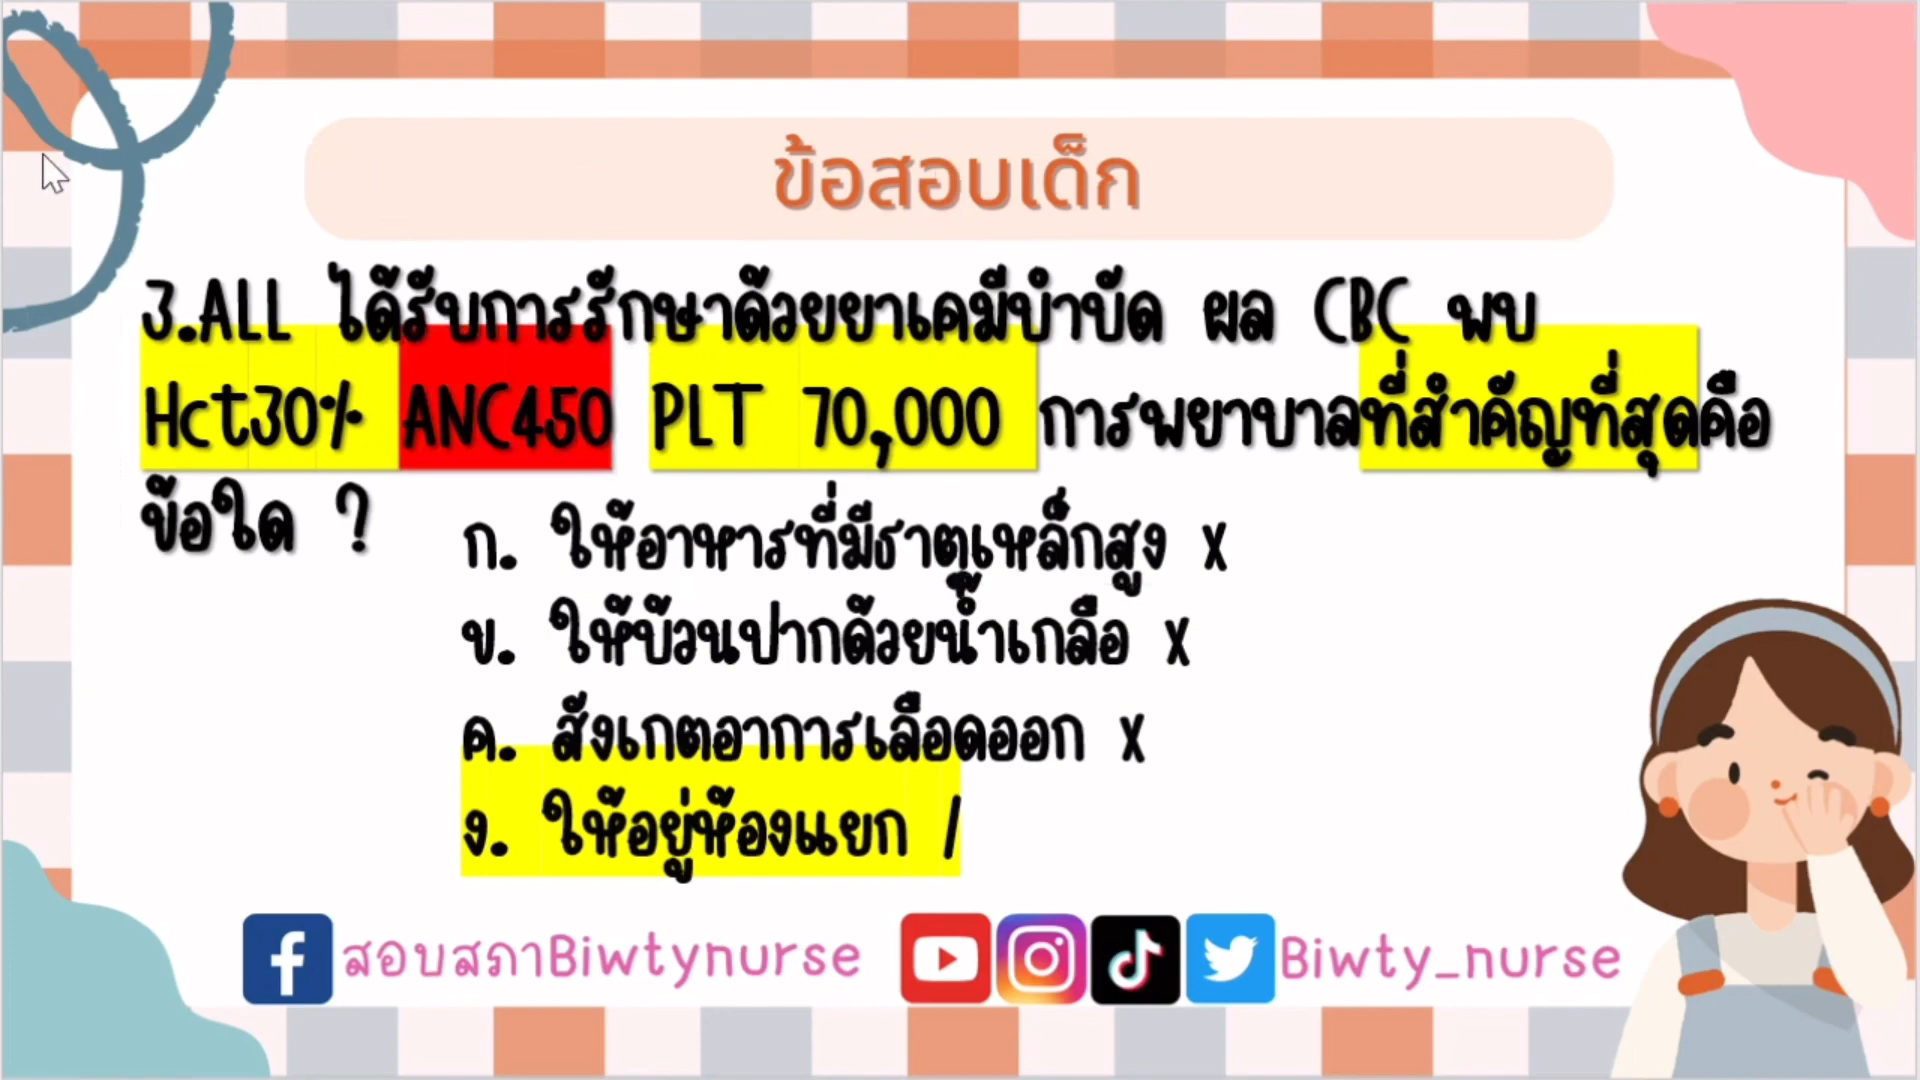 ข้อสอบเด็ก
3.ALL ได้รับการรักษาด้วยยาเคมีบำบัด ผล CBC พบ
Hct30% ANC450 PLT 70,000 การพยาบาลที่สำคัญที่สุดคือ
ข้อใด ?
ก. ให้อาหารที่มีธาตุเหล็กสูง x
ข. ให้บ้วนปากด้วยน้ำเกลือ x
ค. สังเกตอาการเลือดออก x
ง. ให้อยู่ห้องแยก /
สอบสภาBiwtynurse Biwty_nurse